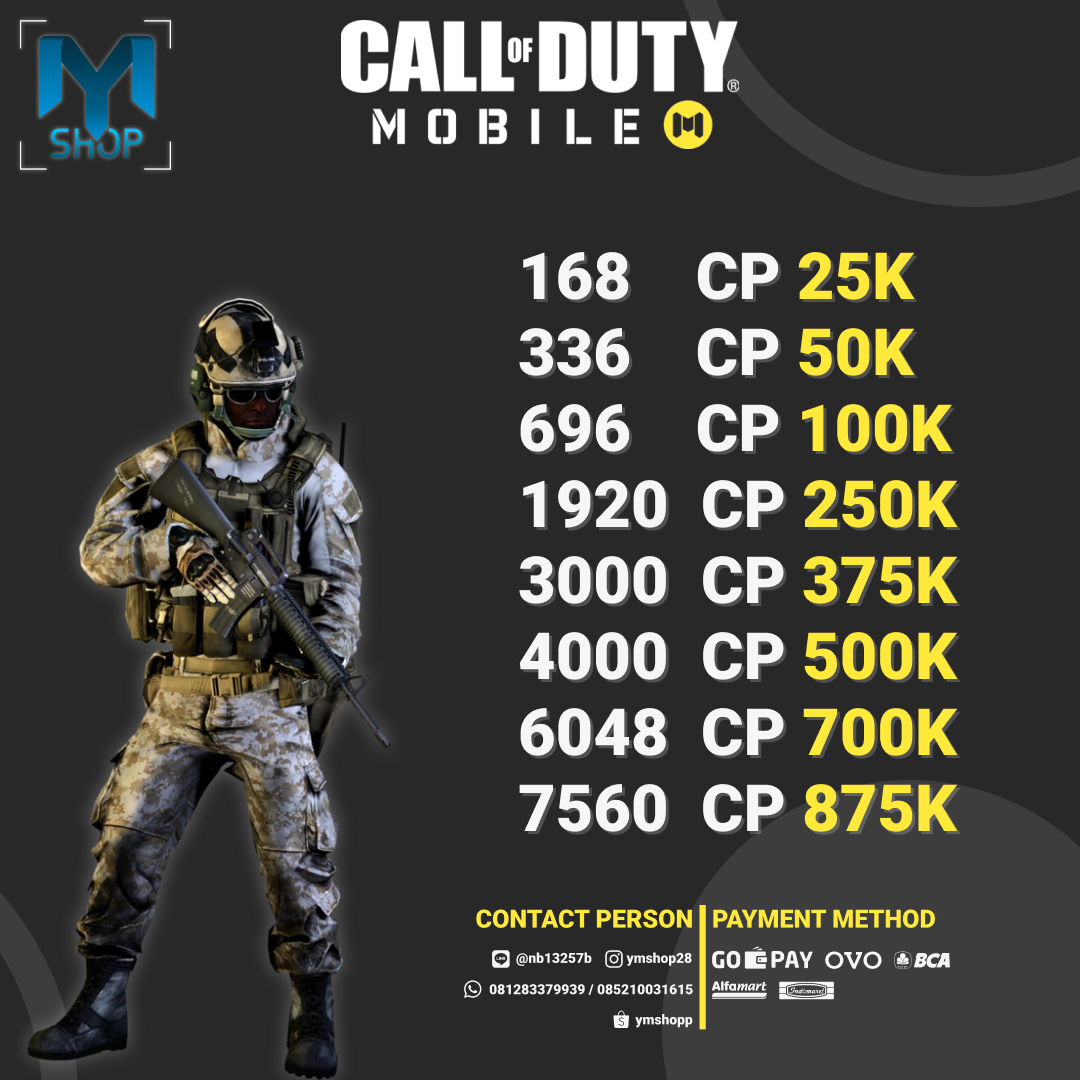 MY
SHOP
CALL OF DUTY®
MOBILE
168 CP 25K
336 CP 50K
696 CP 100K
1920 CP 250K
3000 CP 375K
4000 CP 500K
6048 CP 700K
7560 CP 875K
CONTACT PERSON
@nb13257b ymshop28
081283379939 / 085210031615
ymshopp
PAYMENT METHOD
GOPAY OVO BCA
Alfamart Indomaret